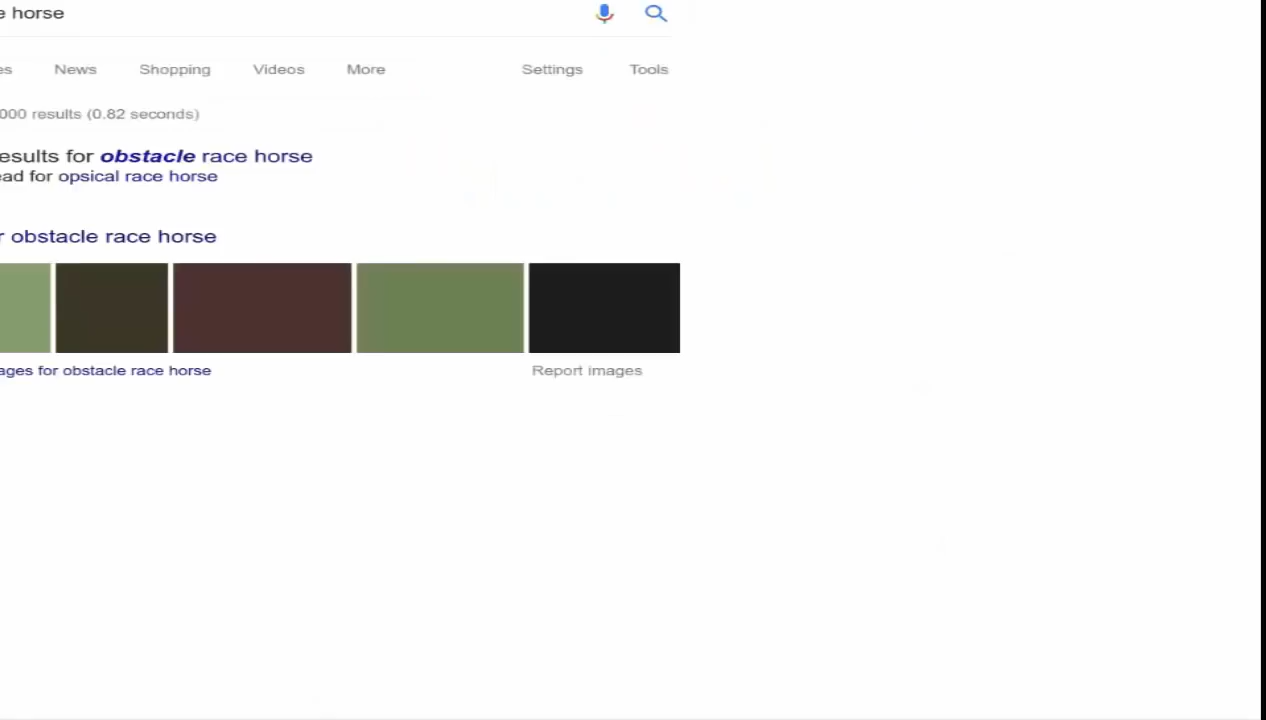 e horse
es News Shopping Videos More Settings Tools
000 results (0.82 seconds)
esults for obstacle race horse
ead for opsical race horse
r obstacle race horse
ages for obstacle race horse Report images